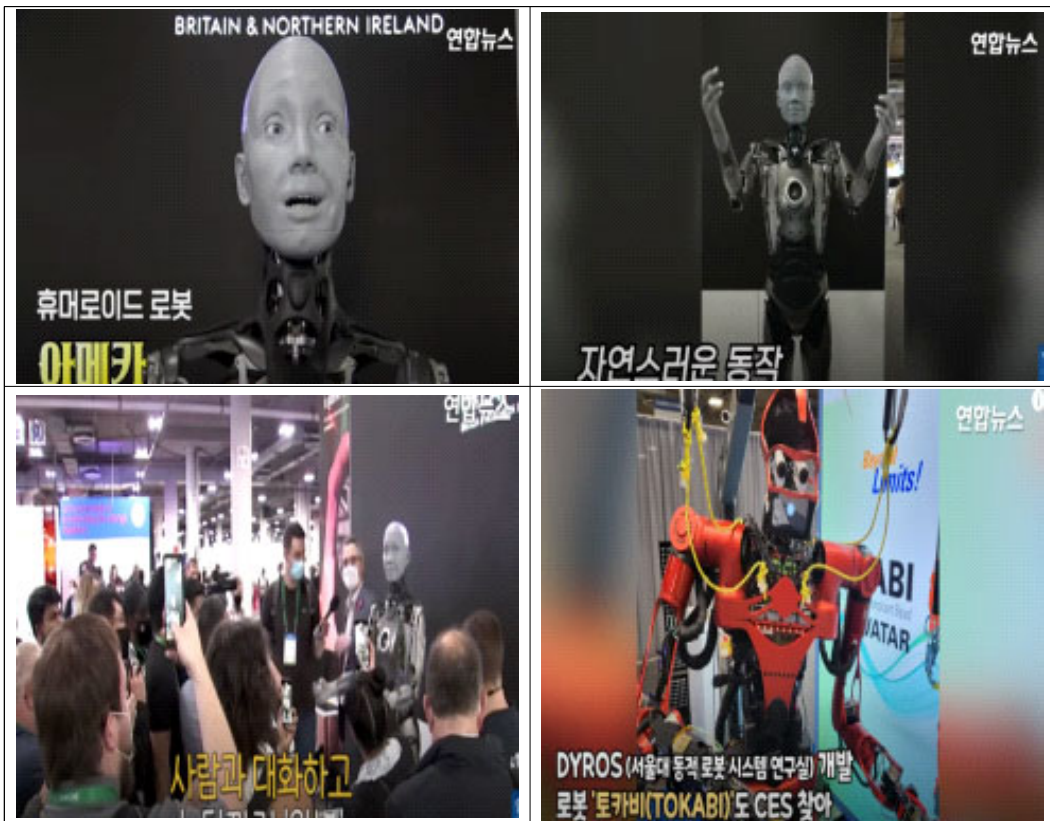 BRITAIN & NORTHERN IRELAND
연합뉴스
휴머로이드 로봇
아메카
연합뉴스
자연스러운 동작
연합뉴스
사람과 대화하고
연합뉴스
Limits!
ABI
VATAR
DYROS (서울대 동적 로봇 시스템 연구실) 개발
로봇 '토카비(TOKABI)'도 CES 찾아